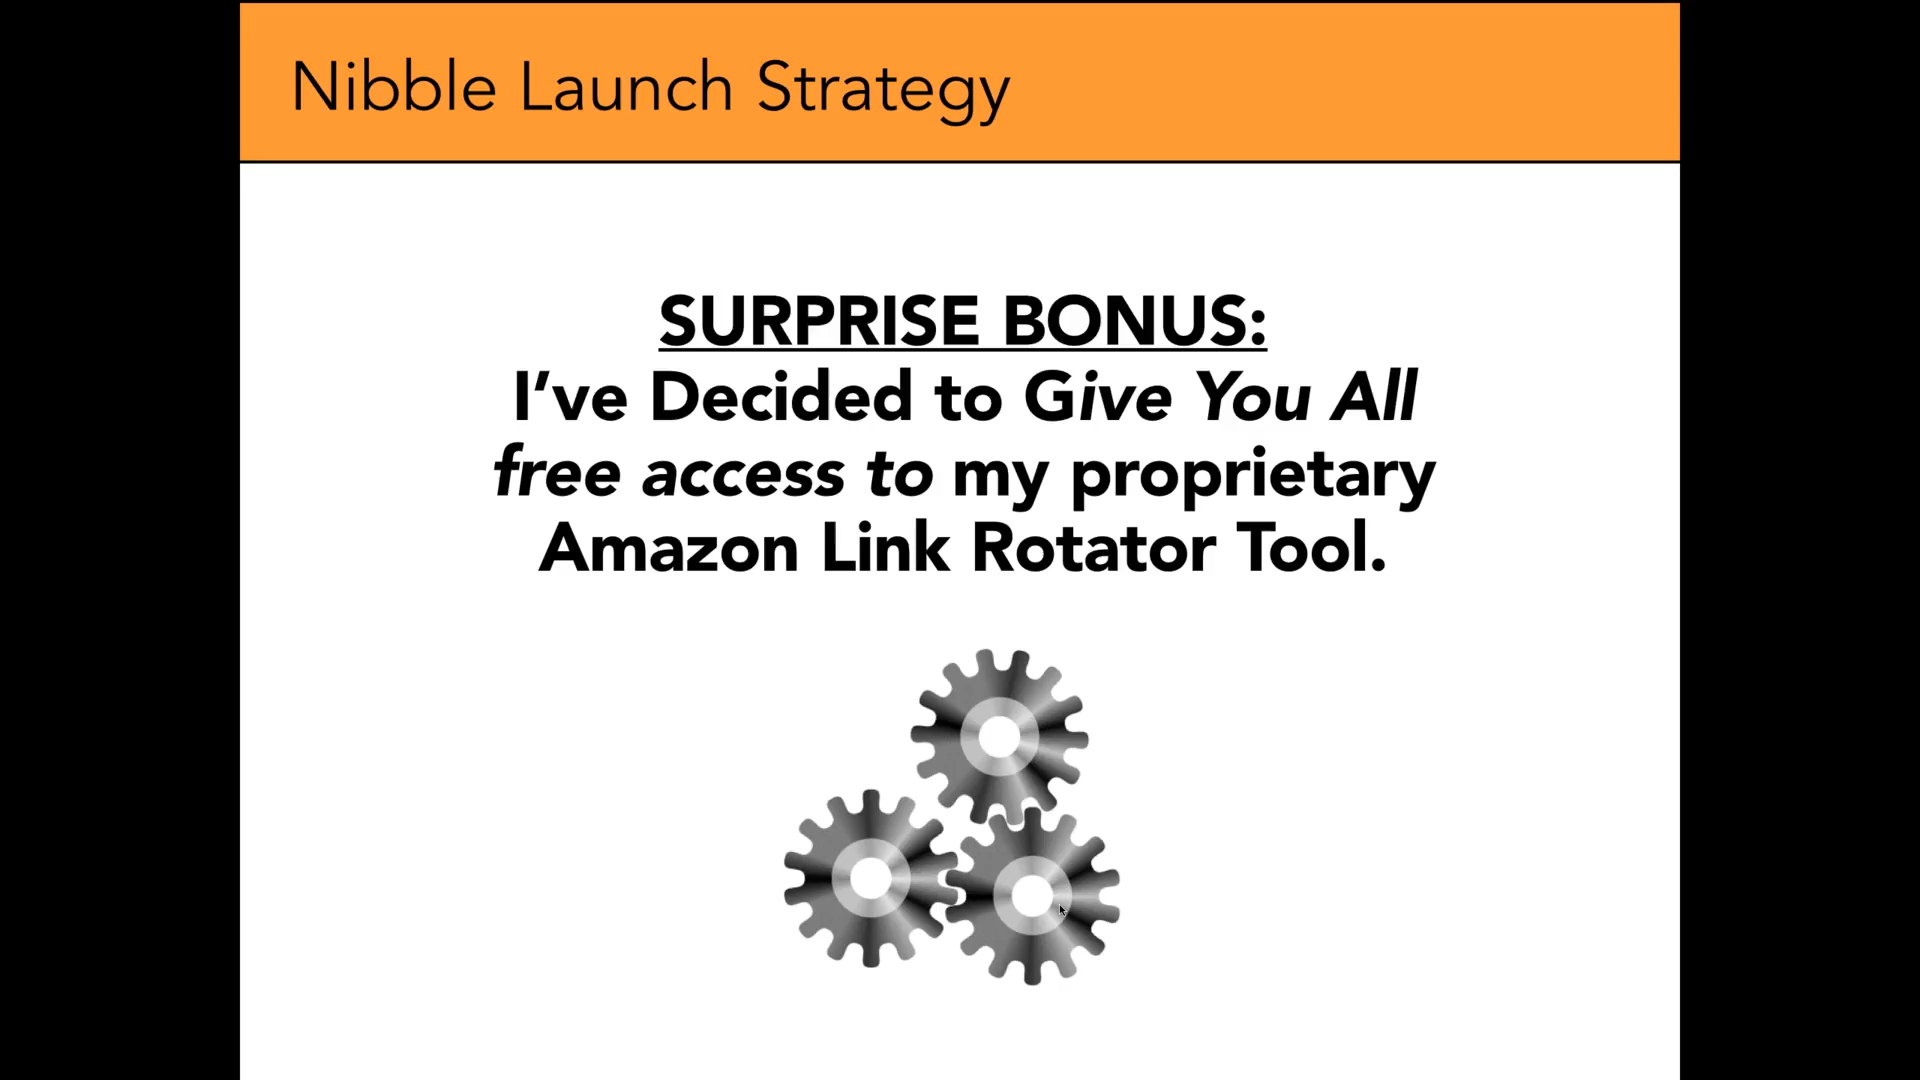 Nibble Launch Strategy
SURPRISE BONUS:
I’ve Decided to Give You All
free access to my proprietary
Amazon Link Rotator Tool.